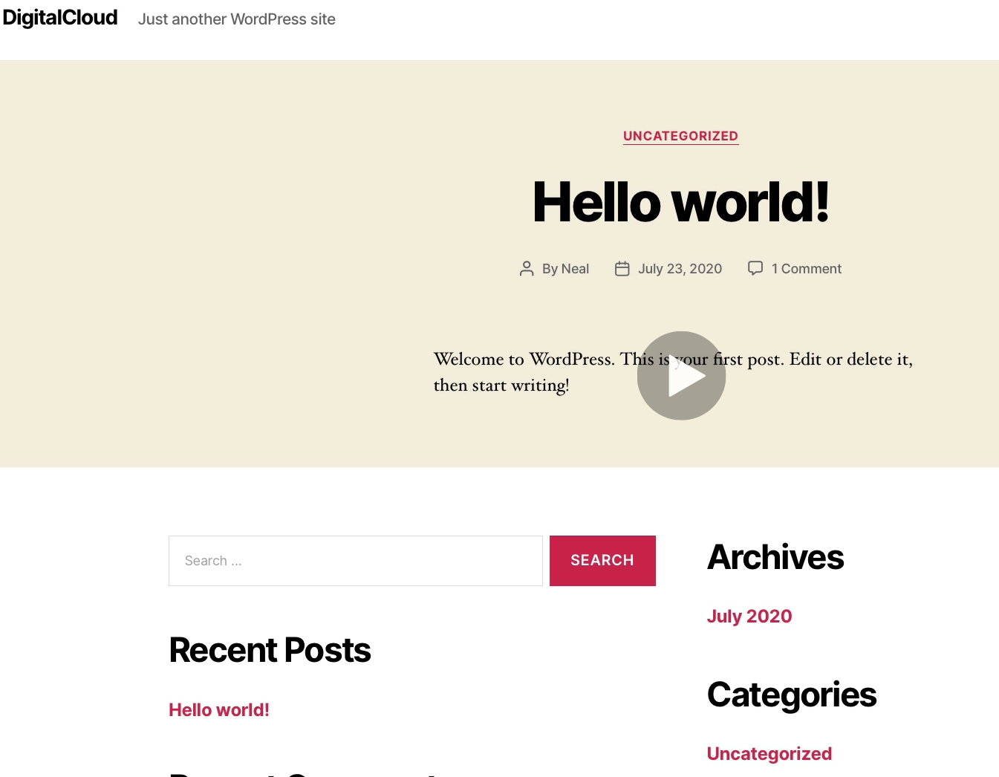 DigitalCloud Just another WordPress site
UNCATEGORIZED
Hello world!
By Neal July 23, 2020 1 Comment
Welcome to WordPress. This is your first post. Edit or delete it,
then start writing!
Search …
SEARCH
Recent Posts
Hello world!
Archives
July 2020
Categories
Uncategorized